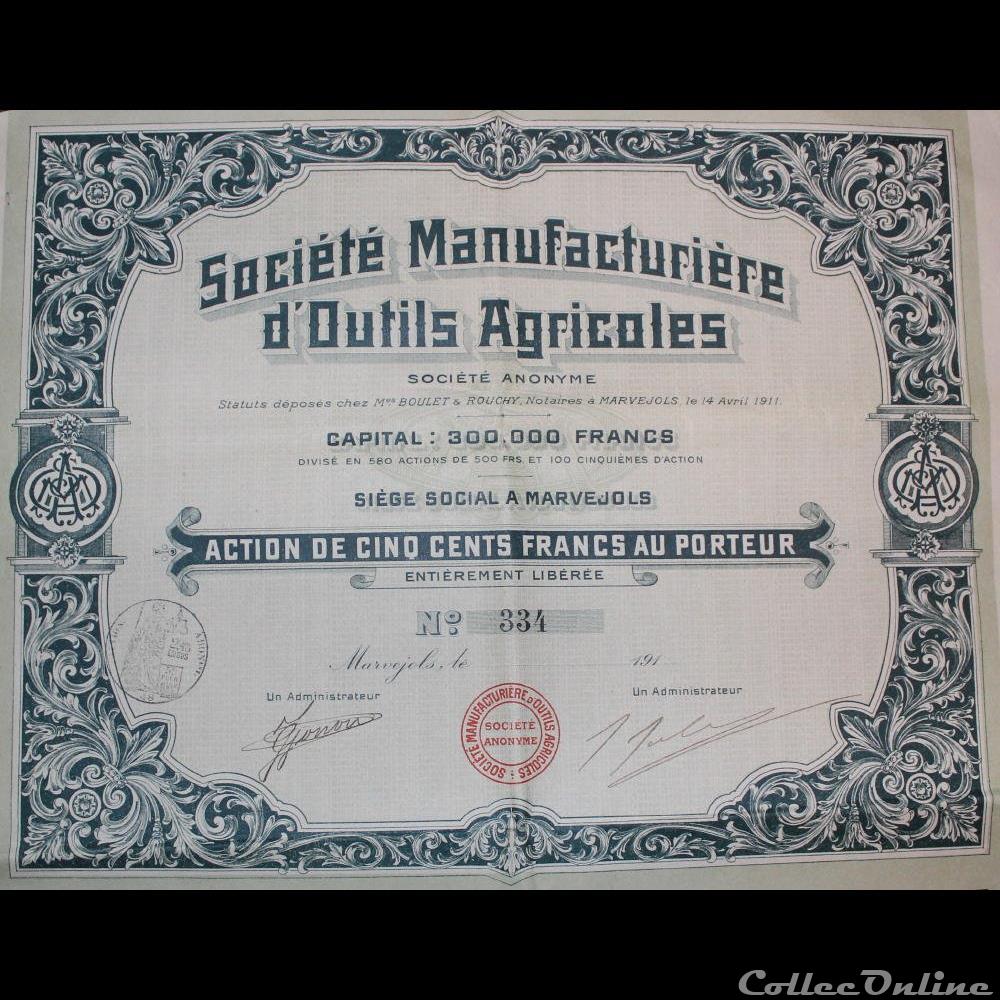 Société Manufacturière
d'Outils Agricoles
SOCIÉTÉ ANONYME
Statuts déposés chez Mes BOULET & ROUCHY, Notaires à MARVEJOLS, le 14 Avril 1911.
CAPITAL : 300.000 FRANCS
DIVISÉ EN 580 ACTIONS DE 500 FRS. ET 100 CINQUIÈMES D'ACTION
SIÈGE SOCIAL A MARVEJOLS
ACTION DE CINQ CENTS FRANCS AU PORTEUR
ENTIÈREMENT LIBÉRÉE
No. 334
Marvejols, le 191
Un Administrateur Un Administrateur
SOCIÉTÉ MANUFACTURIÈRE D'OUTILS AGRICOLES
SOCIÉTÉ
ANONYME
CollecOnline